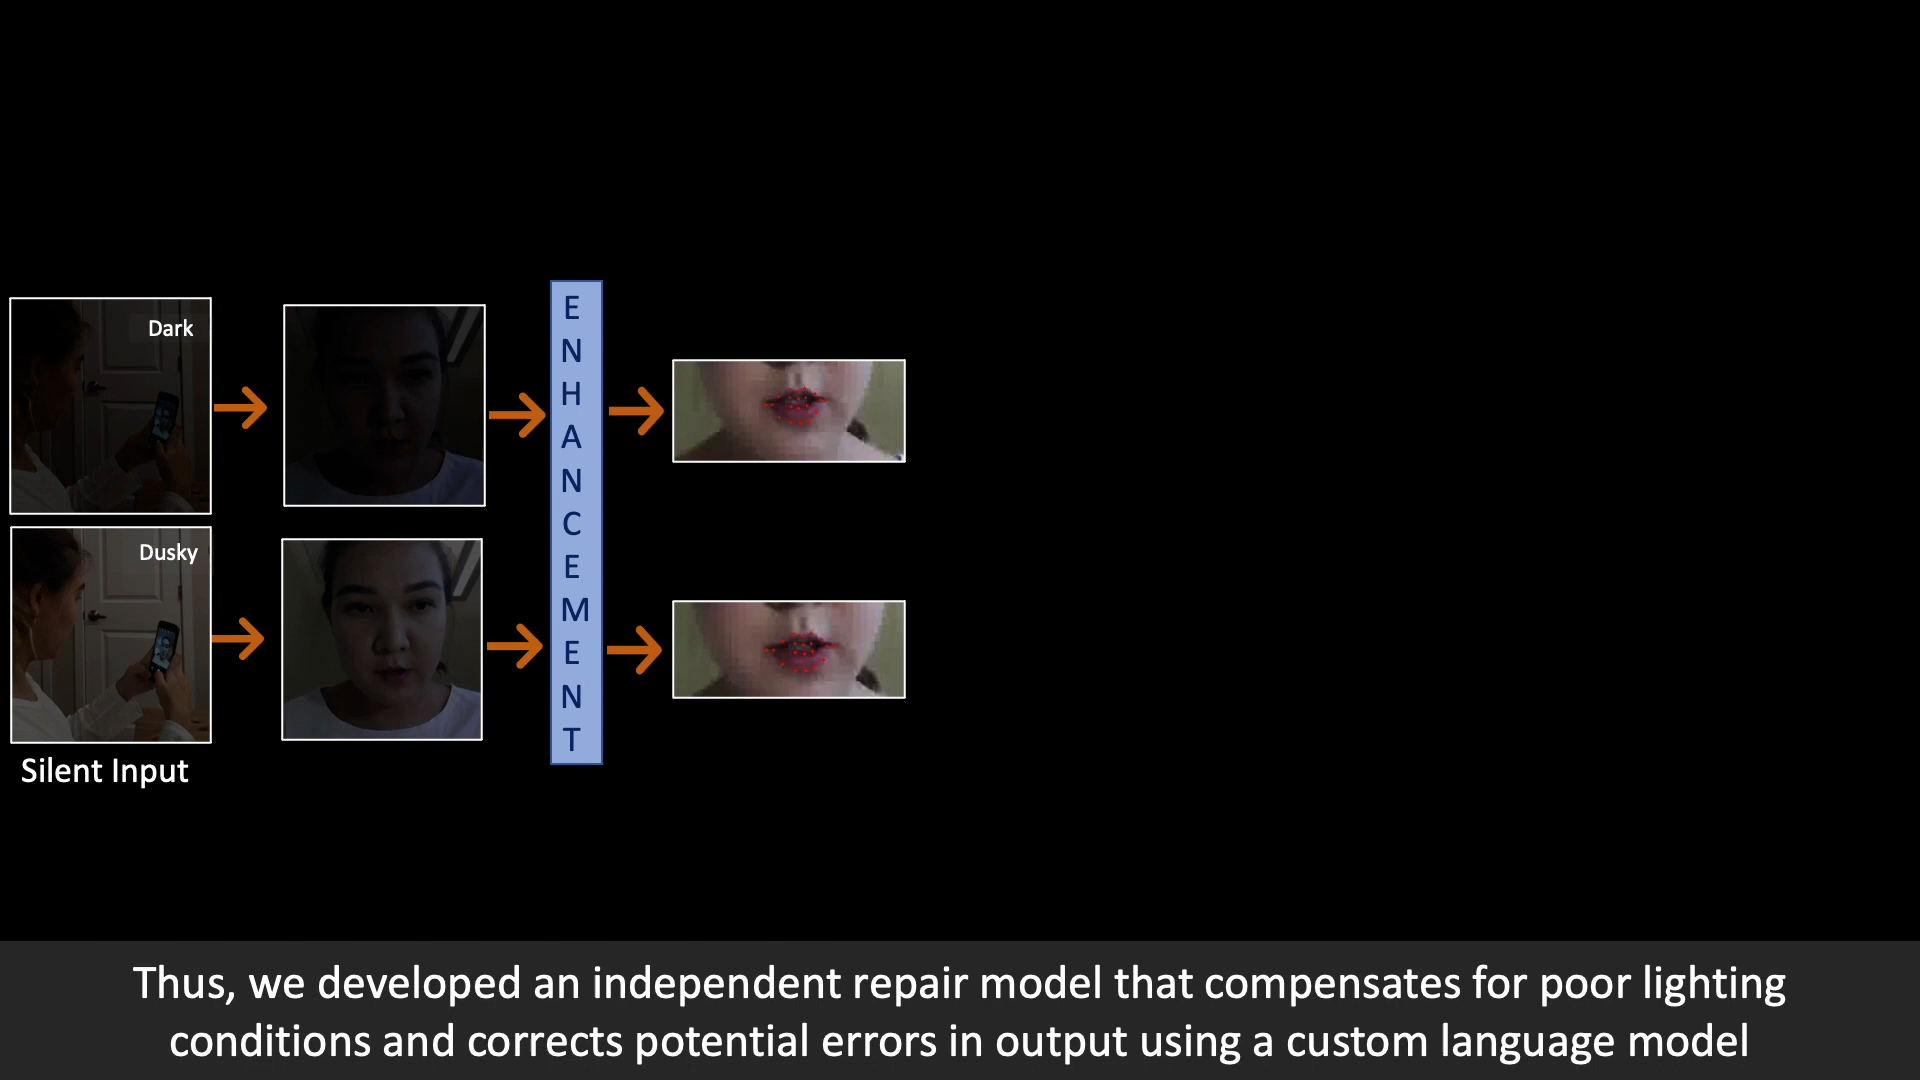 Dark
Dusky
Silent Input
E
N
H
A
N
C
E
M
E
N
T
Thus, we developed an independent repair model that compensates for poor lighting
conditions and corrects potential errors in output using a custom language model